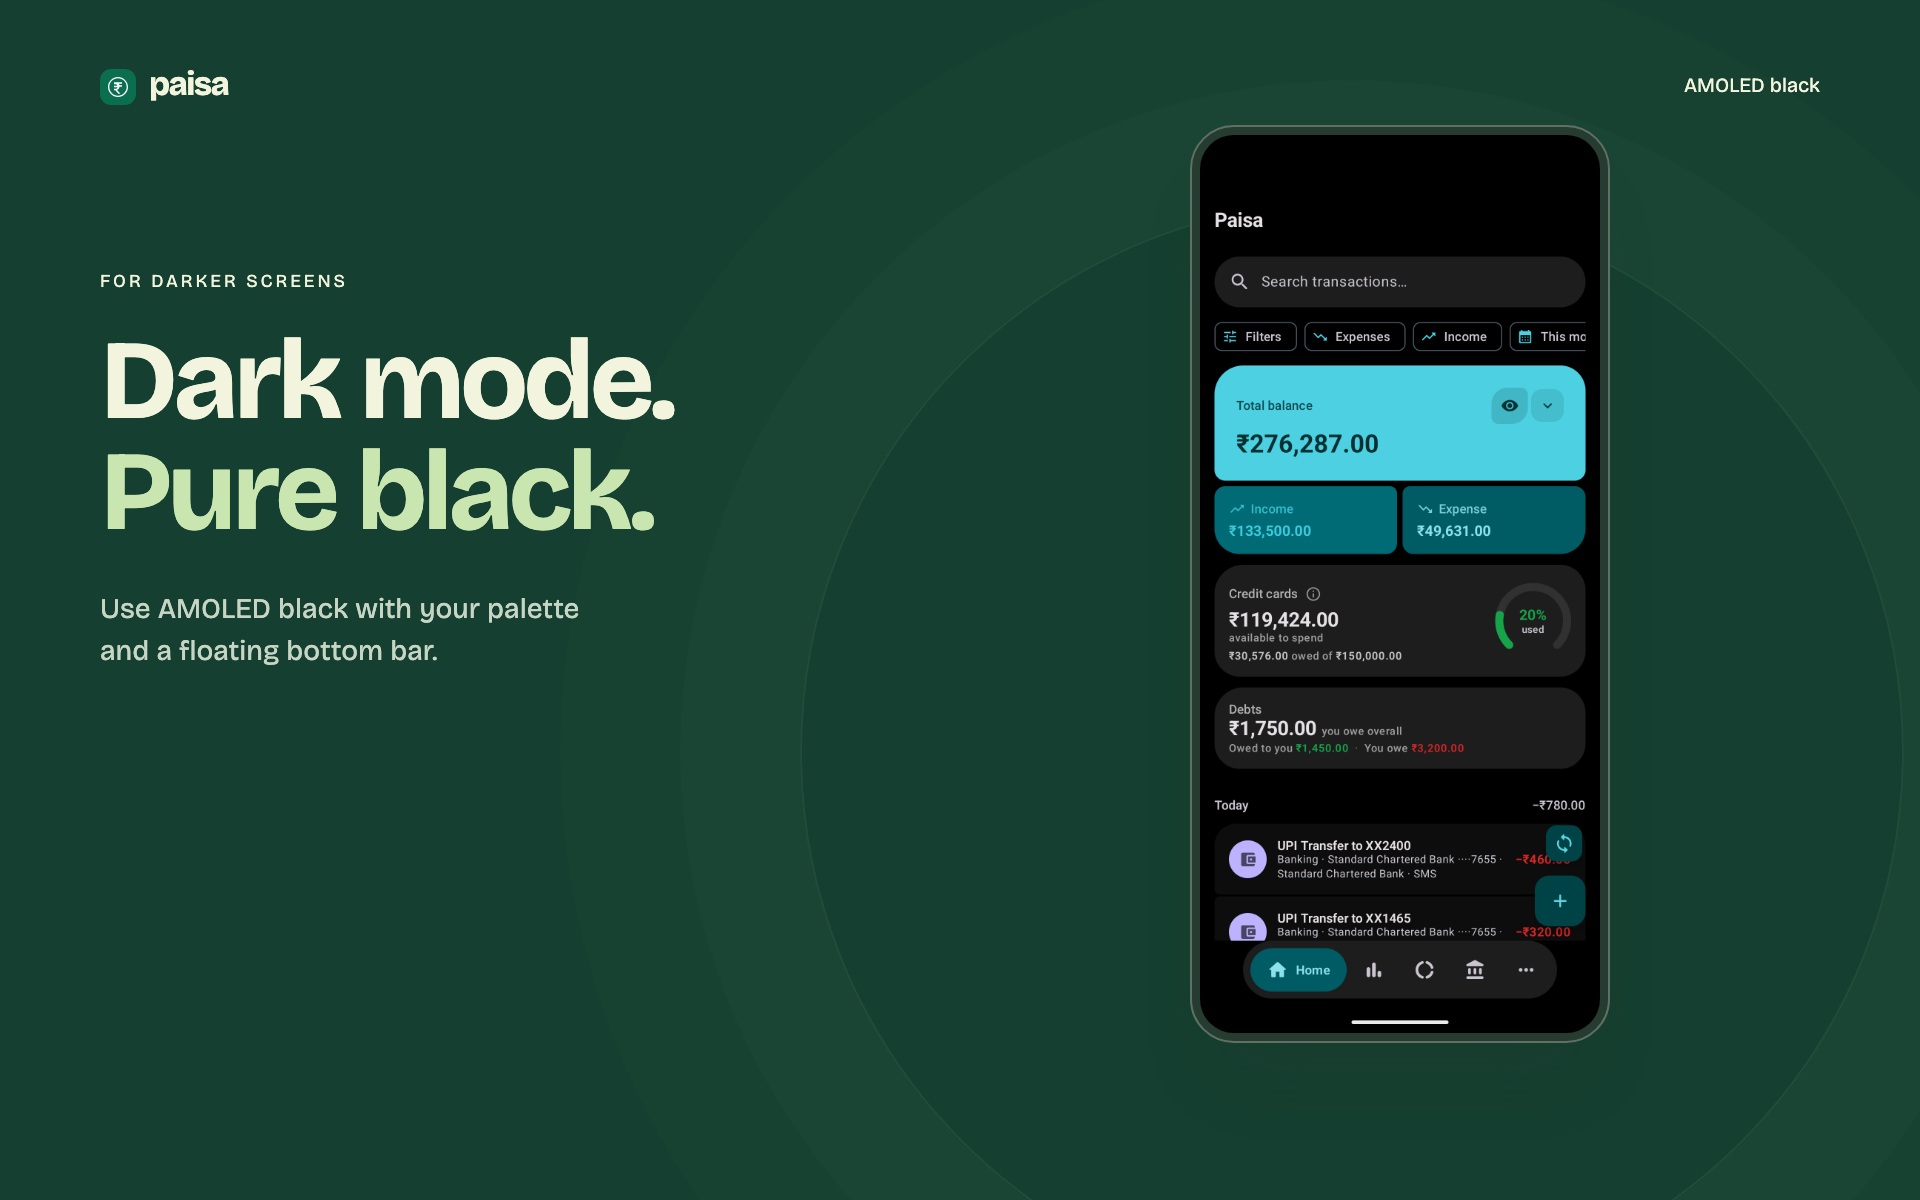 paisa
AMOLED black
FOR DARKER SCREENS
Dark mode.
Pure black.
Use AMOLED black with your palette
and a floating bottom bar.
Paisa
Search transactions...
Filters Expenses Income This mo
Total balance
₹276,287.00
Income
₹133,500.00
Expense
₹49,631.00
Credit cards
₹119,424.00
available to spend
₹30,576.00 owed of ₹150,000.00
20%
used
Debts
₹1,750.00 you owe overall
Owed to you ₹1,450.00 · You owe ₹3,200.00
Today −₹780.00
UPI Transfer to XX2400
Banking · Standard Chartered Bank ····7655 ·
Standard Chartered Bank · SMS
UPI Transfer to XX1465
Banking · Standard Chartered Bank ····7655 · −₹320.00
Home